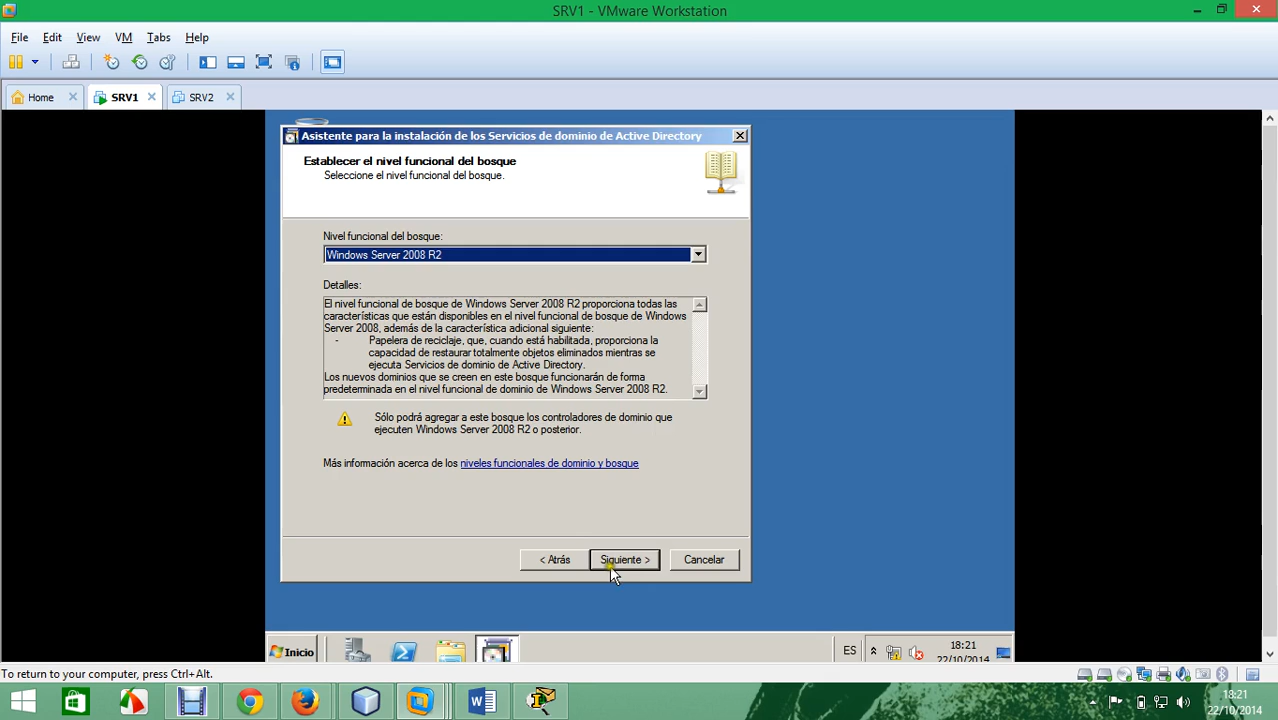 SRV1 - VMware Workstation
File Edit View VM Tabs Help
Home SRV1 SRV2
Asistente para la instalación de los Servicios de dominio de Active Directory
Establecer el nivel funcional del bosque
Seleccione el nivel funcional del bosque.
Nivel funcional del bosque:
Windows Server 2008 R2
Detalles:
El nivel funcional de bosque de Windows Server 2008 R2 proporciona todas las
características que están disponibles en el nivel funcional de bosque de Windows
Server 2008, además de la característica adicional siguiente:
- Papelera de reciclaje, que, cuando está habilitada, proporciona la
capacidad de restaurar totalmente objetos eliminados mientras se
ejecuta Servicios de dominio de Active Directory.
Los nuevos dominios que se creen en este bosque funcionarán de forma
predeterminada en el nivel funcional de dominio de Windows Server 2008 R2.
Sólo podrá agregar a este bosque los controladores de dominio que
ejecuten Windows Server 2008 R2 o posterior.
Más información acerca de los niveles funcionales de dominio y bosque
< Atrás Siguiente > Cancelar
Inicio ES 18:21
22/10/2014
To return to your computer, press Ctrl+Alt.
18:21
22/10/2014